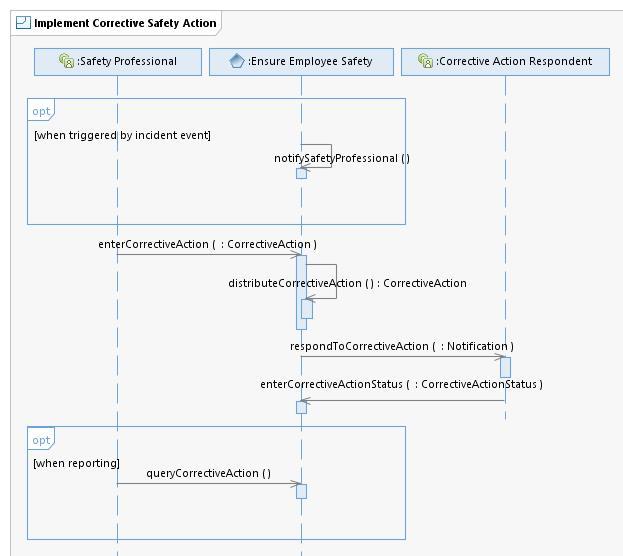 Implement Corrective Safety Action
:Safety Professional
:Ensure Employee Safety
:Corrective Action Respondent
opt
[when triggered by incident event]
notifySafetyProfessional ( )
enterCorrectiveAction (  : CorrectiveAction )
distributeCorrectiveAction ( ) : CorrectiveAction
respondToCorrectiveAction (  : Notification )
enterCorrectiveActionStatus (  : CorrectiveActionStatus )
opt
[when reporting]
queryCorrectiveAction ( )